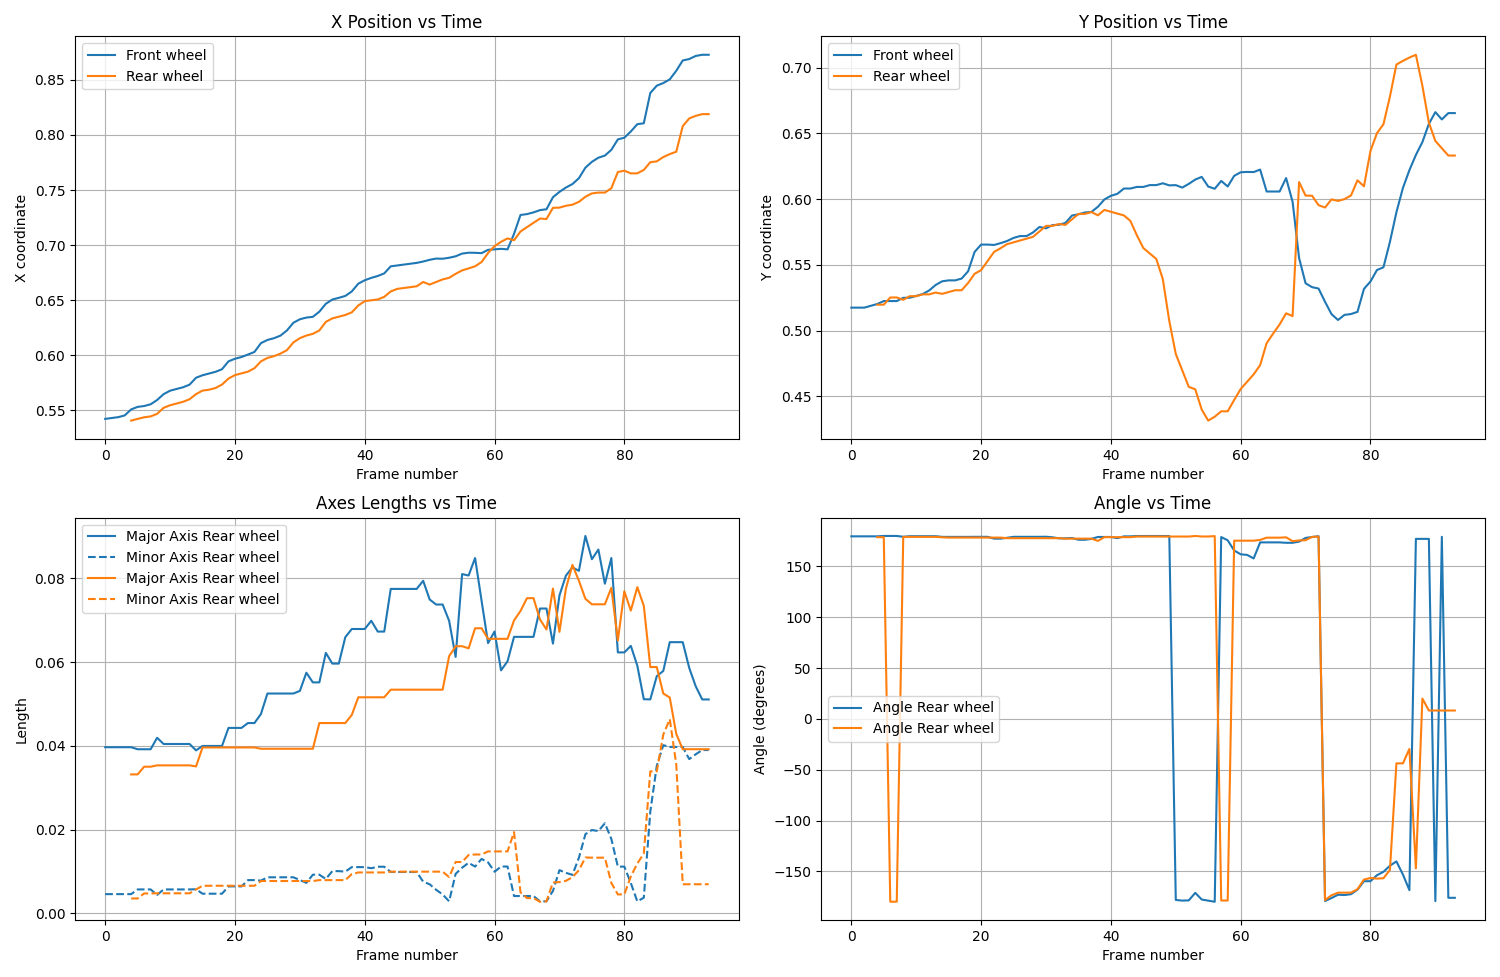 X Position vs Time
Front wheel
Rear wheel
X coordinate
0.85
0.80
0.75
0.70
0.65
0.60
0.55
0 20 40 60 80
Frame number
Y Position vs Time
Front wheel
Rear wheel
Y coordinate
0.70
0.65
0.60
0.55
0.50
0.45
0 20 40 60 80
Frame number
Axes Lengths vs Time
Major Axis Rear wheel
Minor Axis Rear wheel
Major Axis Rear wheel
Minor Axis Rear wheel
Length
0.08
0.06
0.04
0.02
0.00
0 20 40 60 80
Frame number
Angle vs Time
Angle Rear wheel
Angle Rear wheel
Angle (degrees)
150
100
50
0
−50
−100
−150
0 20 40 60 80
Frame number